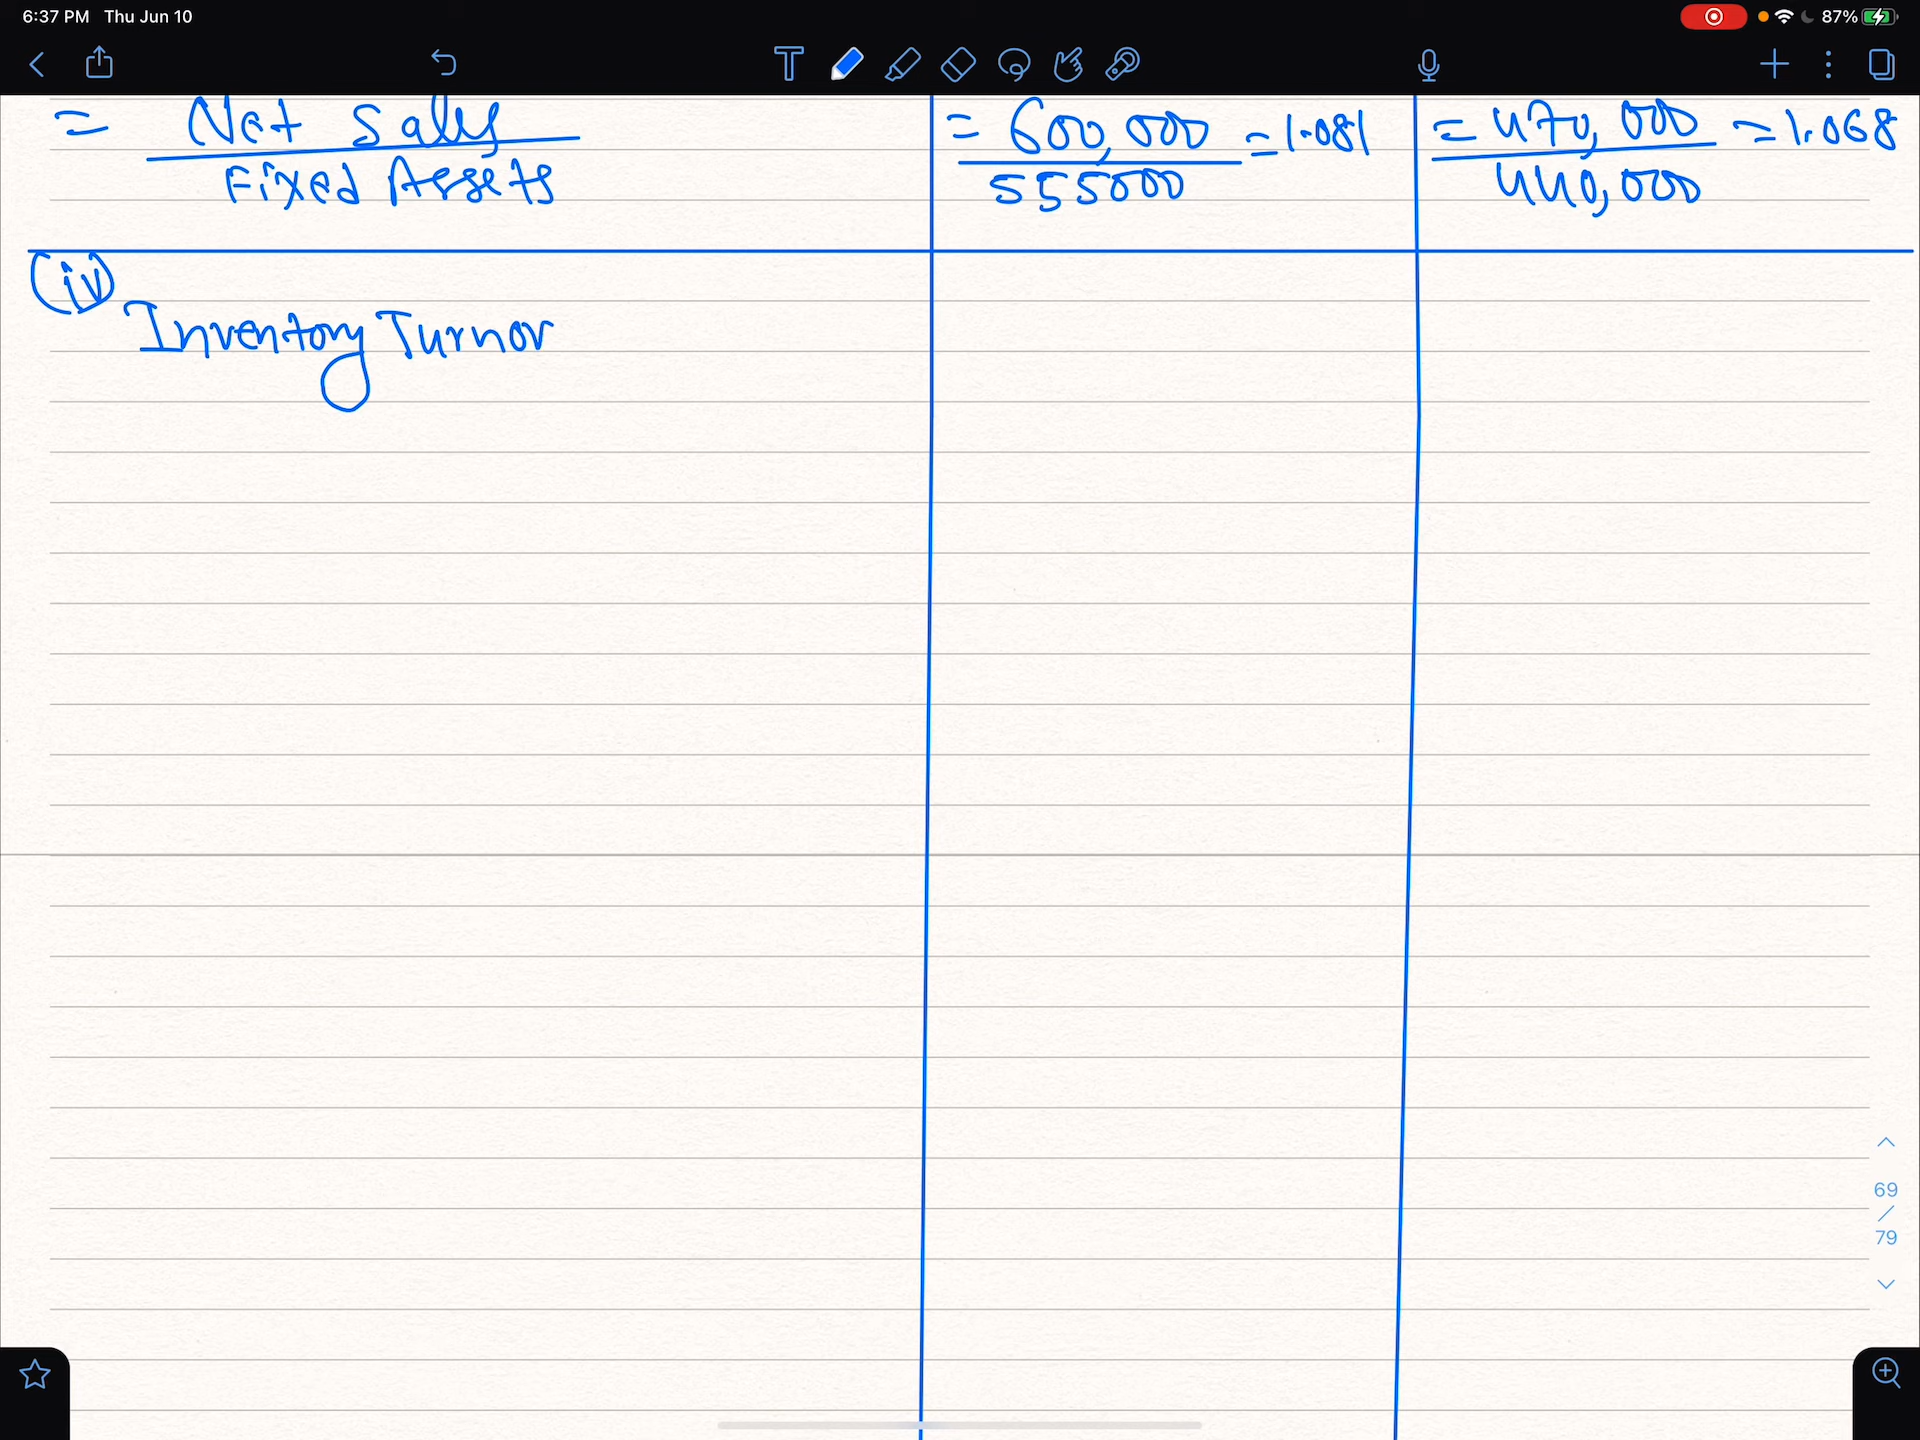 6:37 PM Thu Jun 10
87%
T
= Net Sales = 600,000 = 1.081 = 470,000 = 1.068
Fixed Assets 555000 440,000
(iv)
Inventory Turnor
69
/
79